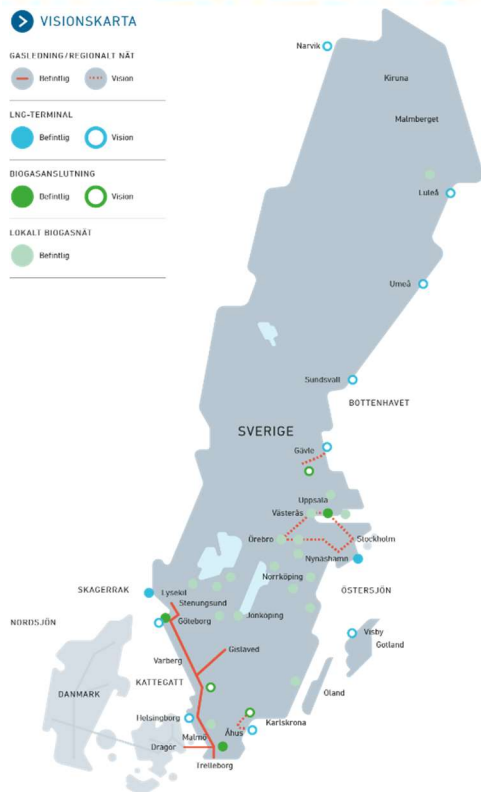 VISIONSKARTA
GASLEDNING/REGIONALT NÄT
Befintlig
Vision
LNG-TERMINAL
Befintlig
Vision
BIOGASANSLUTNING
Befintlig
Vision
LOKALT BIOGASNÄT
Befintlig
Narvik
Kiruna
Malmberget
Luleå
Umeå
Sundsvall
BOTTENHAVET
SVERIGE
Gävle
Uppsala
Västerås
Örebro
Stockholm
Nynäshamn
Norrköping
SKAGERRAK
Lysekil
ÖSTERSJÖN
Stenungsund
Jönköping
NORDSJÖN
Göteborg
Visby
Gotland
Gislaved
Varberg
KATTEGATT
DANMARK
Öland
Helsingborg
Karlskrona
Malmö
Åhus
Dragör
Trelleborg